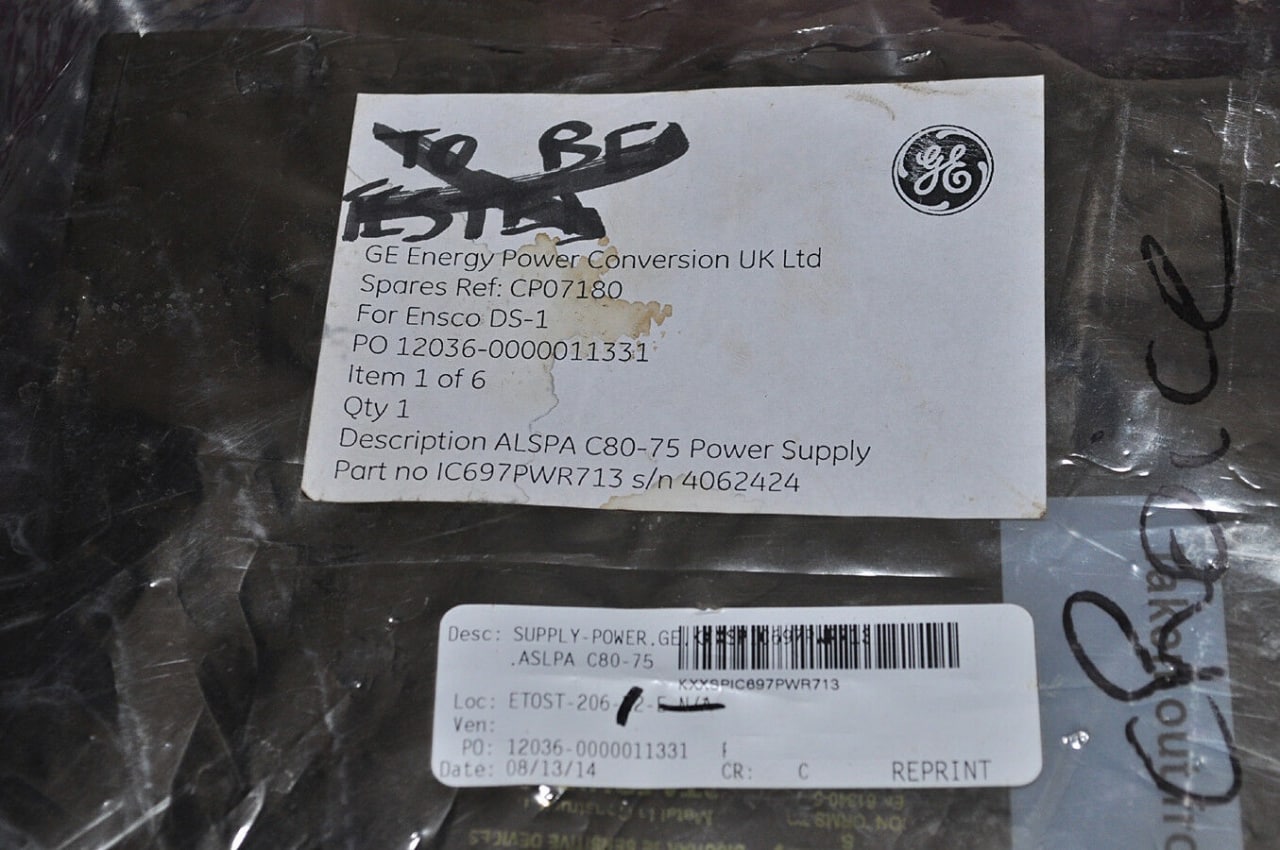 TO BE
TESTED
GE
GE Energy Power Conversion UK Ltd
Spares Ref: CP07180
For Ensco DS-1
PO 12036-0000011331
Item 1 of 6
Qty 1
Description ALSPA C80-75 Power Supply
Part no IC697PWR713 s/n 4062424
Desc: SUPPLY-POWER.GE.
.ASLPA C80-75
KXXSPIC697PWR713
Loc: ETOST-206-
Ven:
PO: 12036-0000011331
Date: 08/13/14 CR: C REPRINT